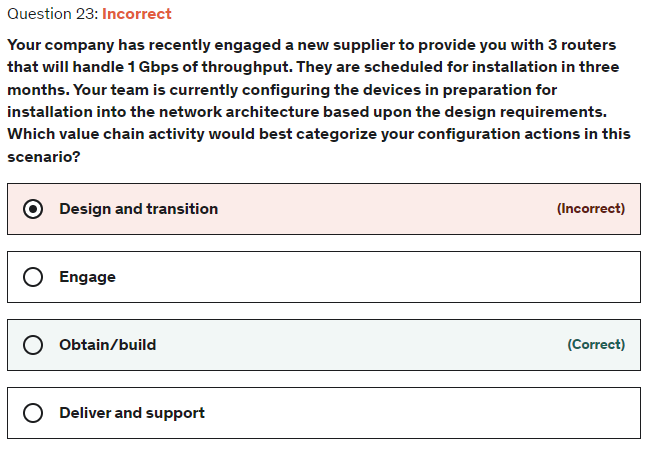 Question 23: Incorrect
Your company has recently engaged a new supplier to provide you with 3 routers
that will handle 1 Gbps of throughput. They are scheduled for installation in three
months. Your team is currently configuring the devices in preparation for
installation into the network architecture based upon the design requirements.
Which value chain activity would best categorize your configuration actions in this
scenario?
Design and transition (Incorrect)
Engage
Obtain/build (Correct)
Deliver and support